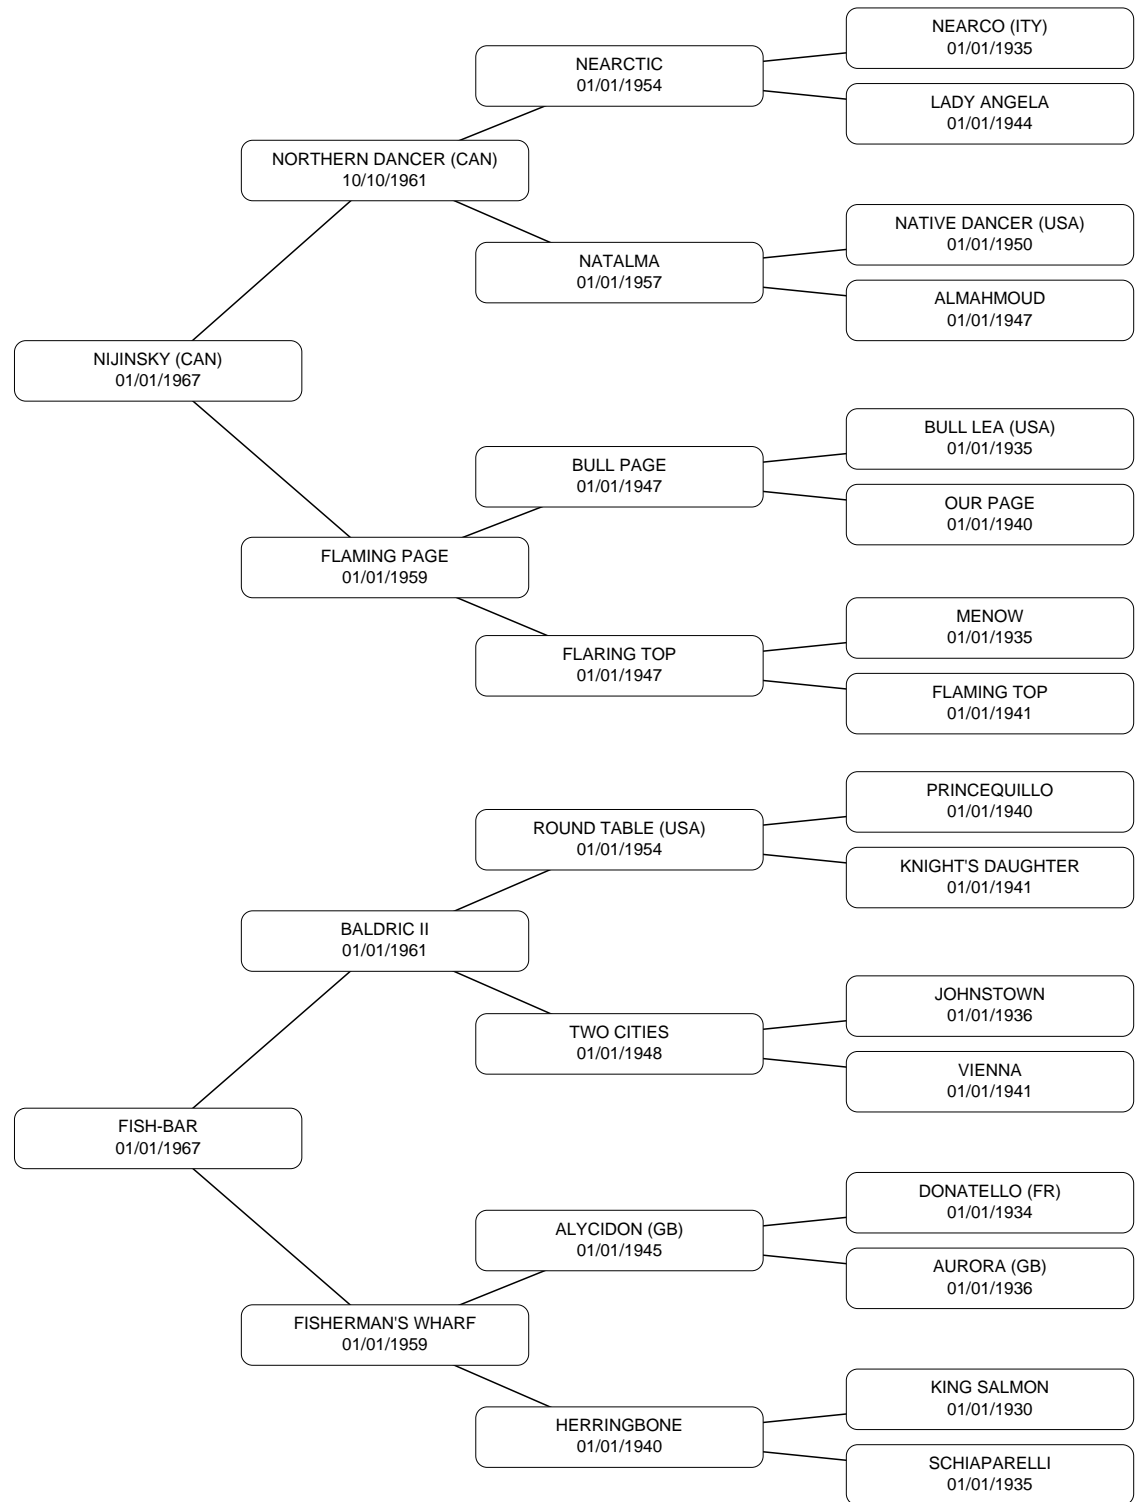 NEARCO (ITY)
01/01/1935
NEARCTIC
01/01/1954
LADY ANGELA
01/01/1944
NORTHERN DANCER (CAN)
10/10/1961
NATIVE DANCER (USA)
01/01/1950
NATALMA
01/01/1957
ALMAHMOUD
01/01/1947
NIJINSKY (CAN)
01/01/1967
BULL LEA (USA)
01/01/1935
BULL PAGE
01/01/1947
OUR PAGE
01/01/1940
FLAMING PAGE
01/01/1959
MENOW
01/01/1935
FLARING TOP
01/01/1947
FLAMING TOP
01/01/1941
PRINCEQUILLO
01/01/1940
ROUND TABLE (USA)
01/01/1954
KNIGHT'S DAUGHTER
01/01/1941
BALDRIC II
01/01/1961
JOHNSTOWN
01/01/1936
TWO CITIES
01/01/1948
VIENNA
01/01/1941
FISH-BAR
01/01/1967
DONATELLO (FR)
01/01/1934
ALYCIDON (GB)
01/01/1945
AURORA (GB)
01/01/1936
FISHERMAN'S WHARF
01/01/1959
KING SALMON
01/01/1930
HERRINGBONE
01/01/1940
SCHIAPARELLI
01/01/1935